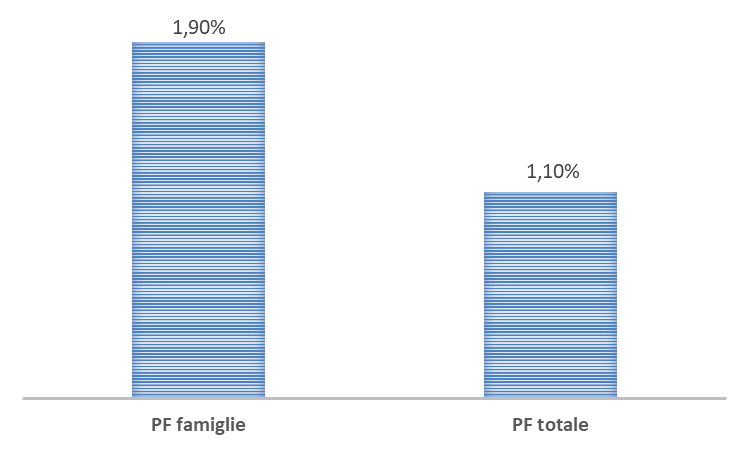 1,90%
1,10%
PF famiglie
PF totale